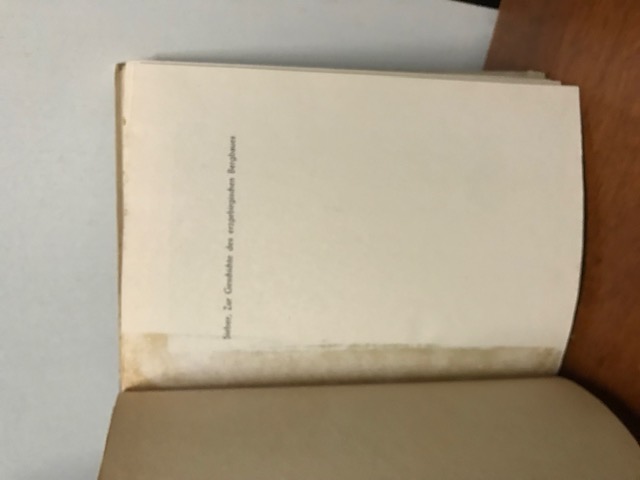 Sieber, Zur Geschichte des erzgebirgischen Bergbaues